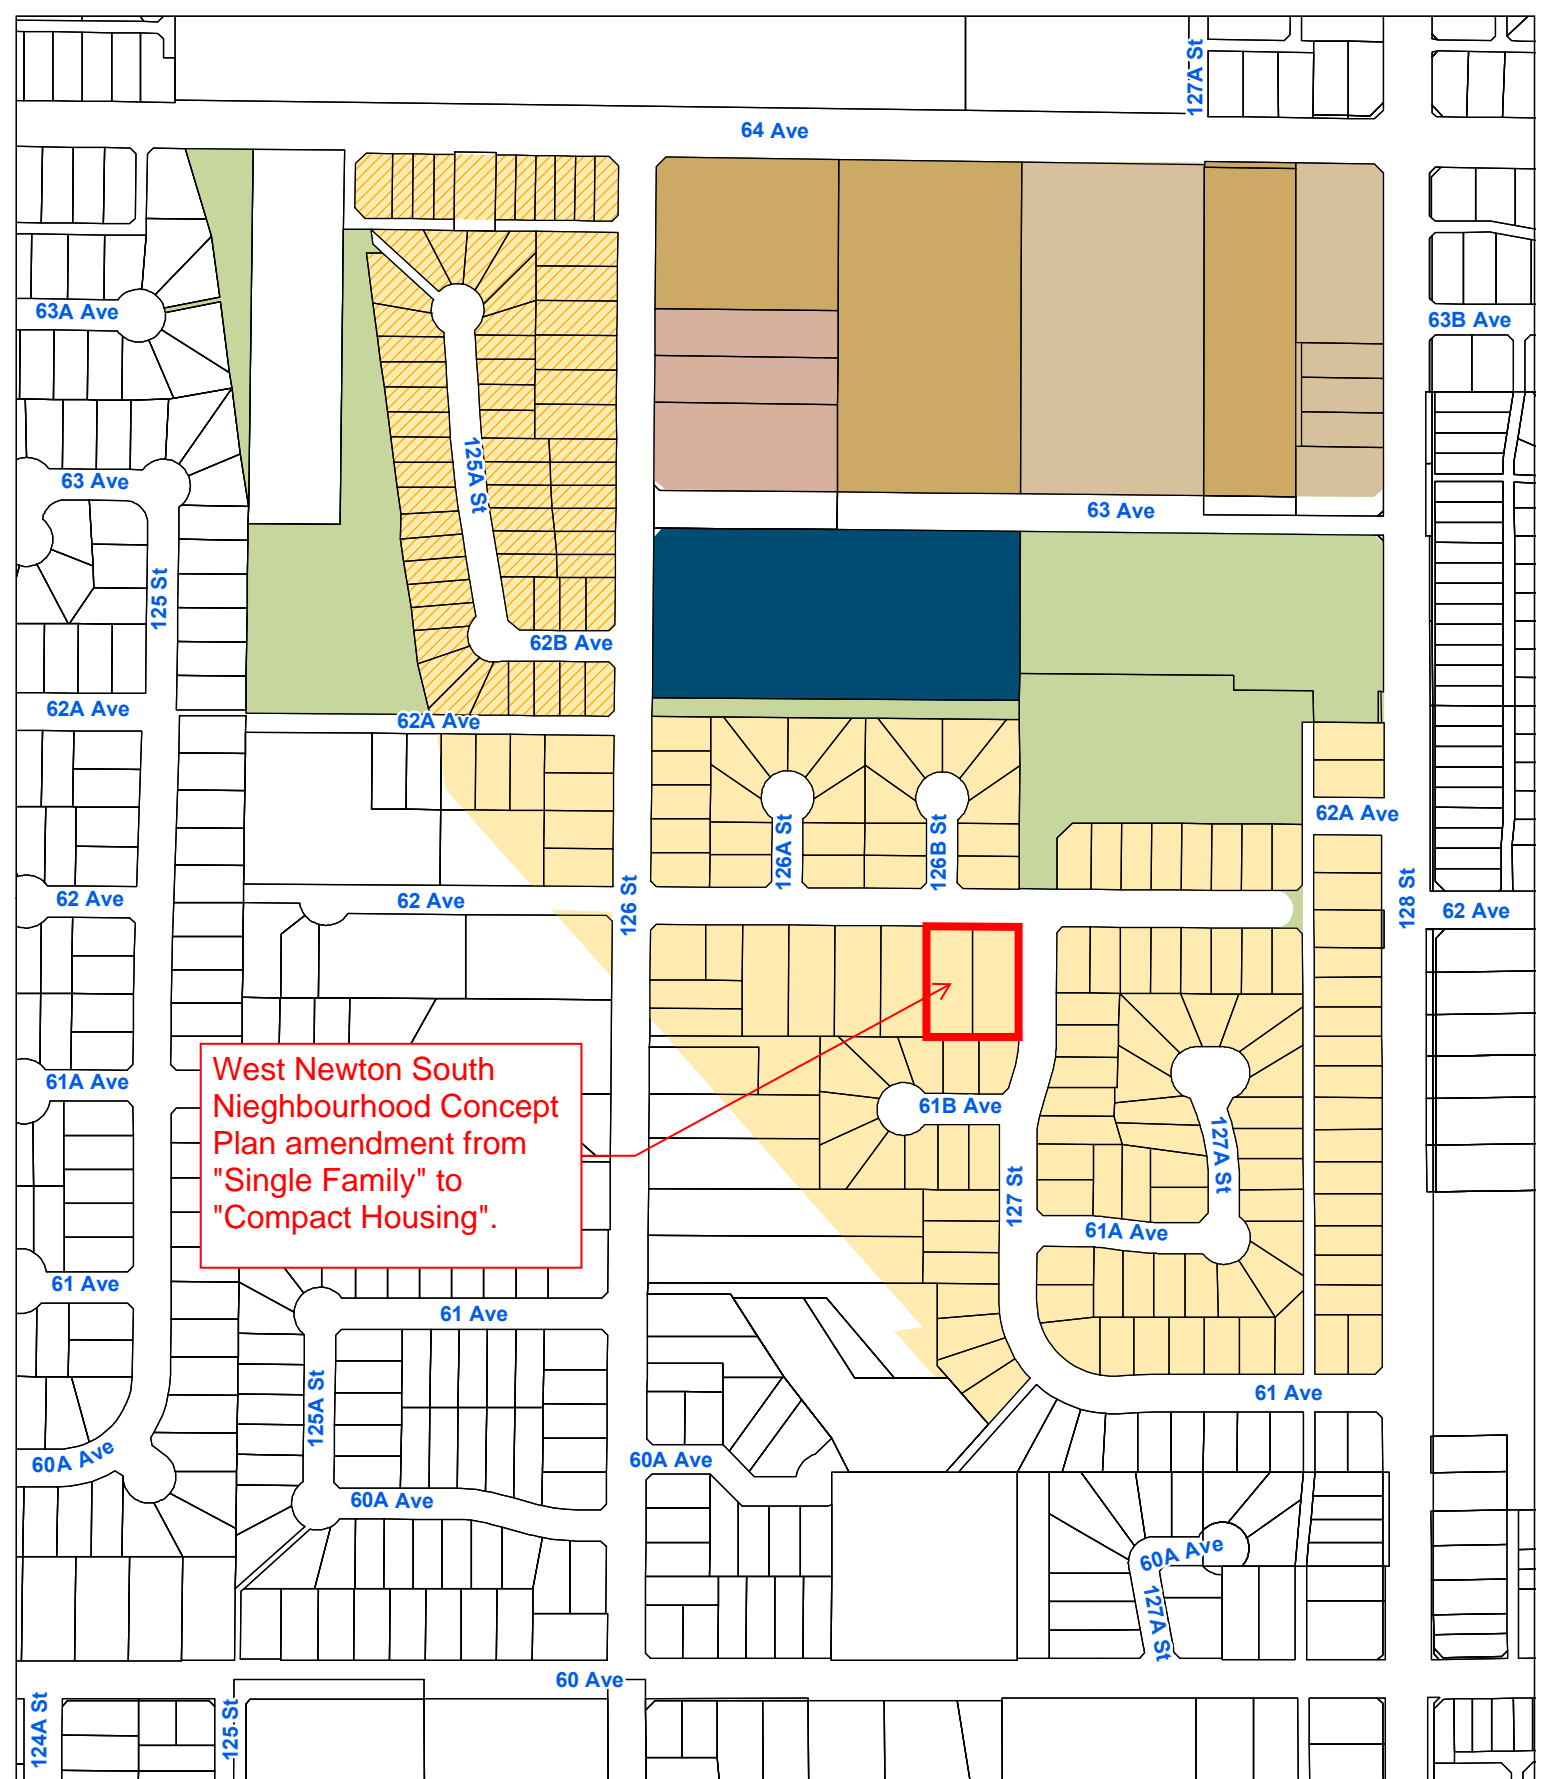 127A St
64 Ave
63A Ave
63B Ave
125A St
63 Ave
63 Ave
125 St
62B Ave
62A Ave
62A Ave
62A Ave
126A St
126B St
62 Ave
62 Ave
126 St
128 St
62 Ave
61A Ave
West Newton South
Nieghbourhood Concept
Plan amendment from
"Single Family" to
"Compact Housing".
61B Ave
127A St
127 St
61A Ave
61 Ave
61 Ave
61 Ave
125A St
60A Ave
60A Ave
60A Ave
60A Ave
127A St
60 Ave
124A St
125 St